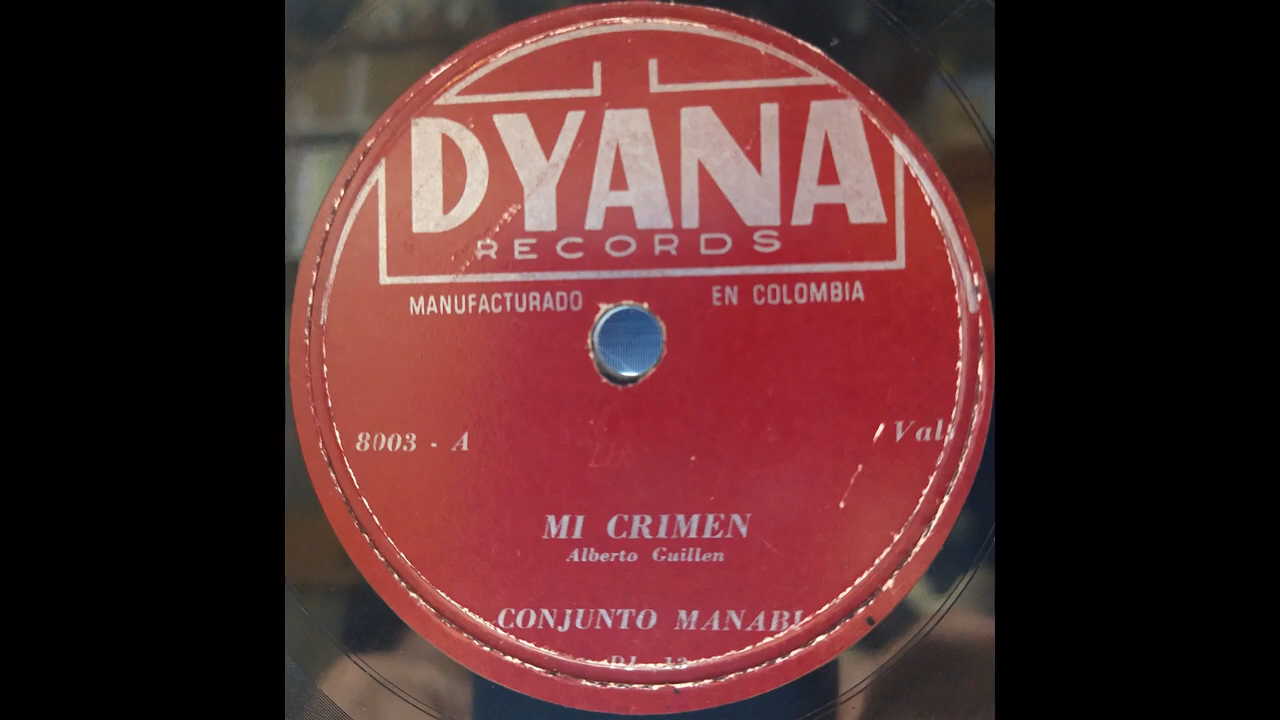 DYANA
RECORDS
MANUFACTURADO EN COLOMBIA
8003 - A
MI CRIMEN
Alberto Guillen
CONJUNTO MANABI